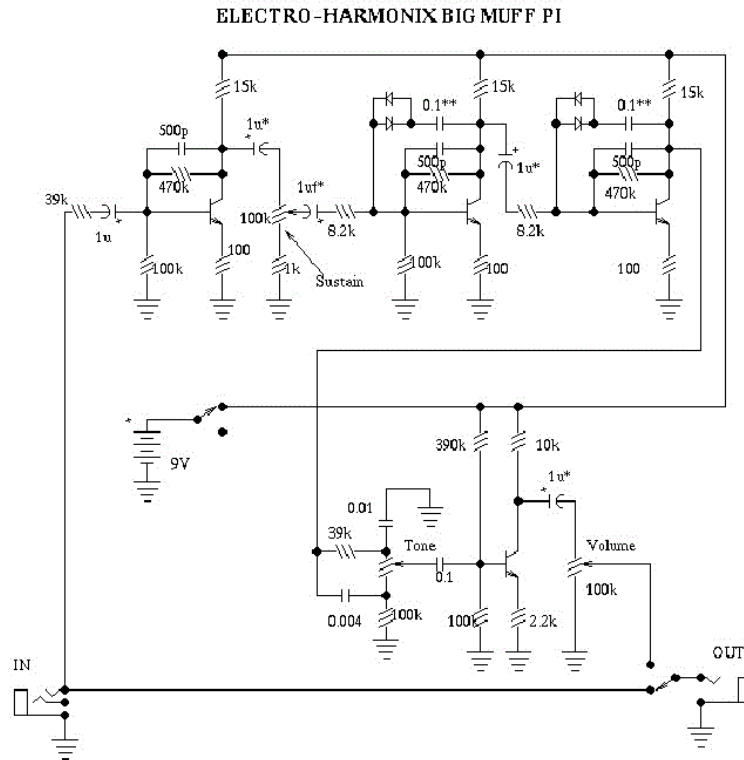 ELECTRO-HARMONIX BIG MUFF PI
15k
15k
15k
0.1**
0.1**
500p
1u*
500p
1u*
500p
470k
1uf*
470k
470k
39k
1u
100k
8.2k
8.2k
100k
100
1k
Sustain
100k
100
100
9V
390k
10k
1u*
0.01
39k
Tone
0.1
Volume
100k
0.004
100k
100k
2.2k
IN
OUT